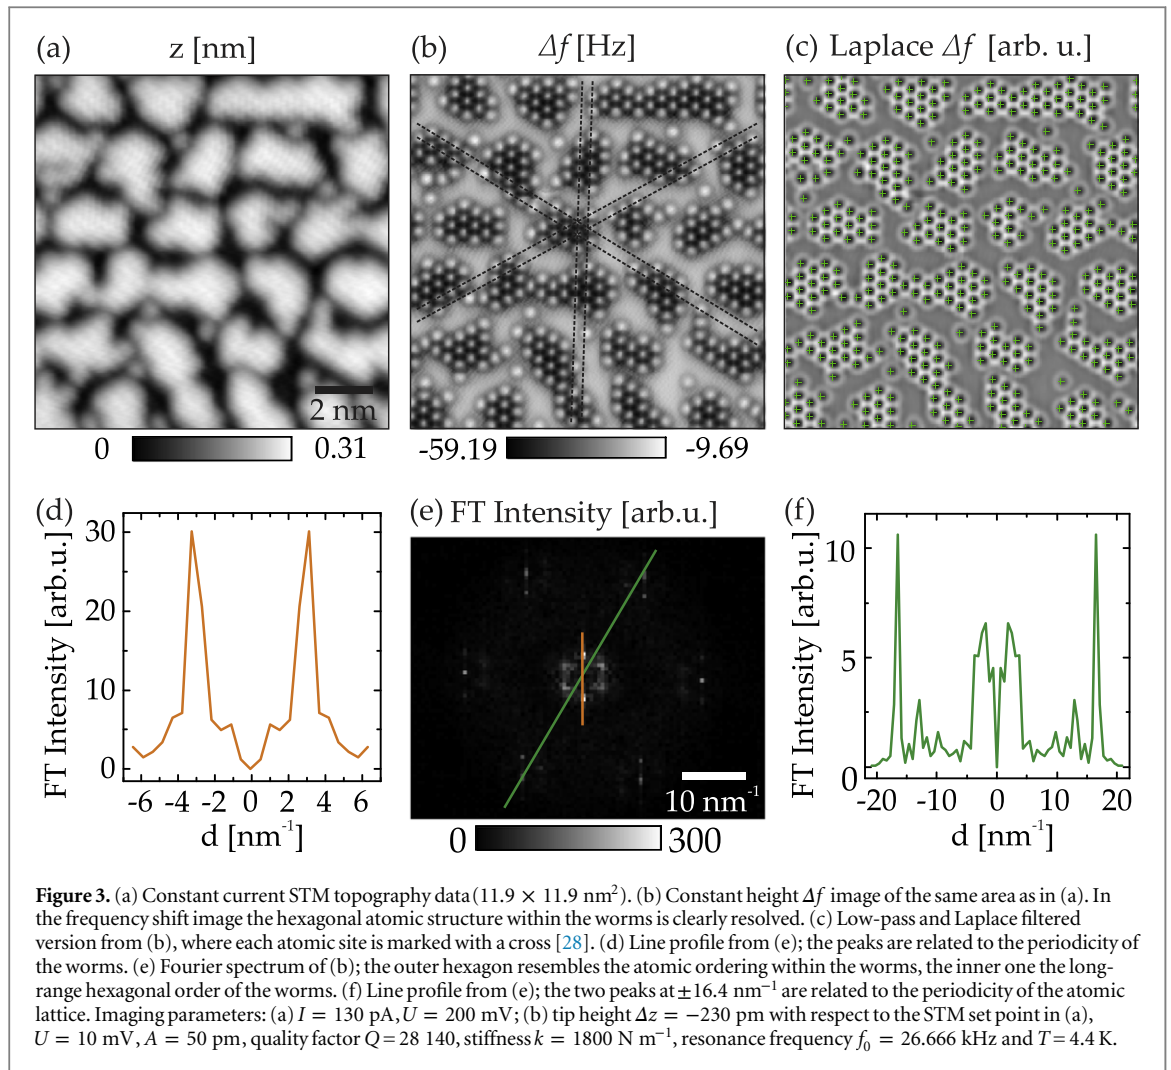 (a) z [nm]
(b) Δf [Hz]
(c) Laplace Δf [arb. u.]
2 nm
0 0.31
-59.19 -9.69
(d)
FT Intensity [arb.u.]
30
20
10
0
-6 -4 -2 0 2 4 6
d [nm⁻¹]
(e) FT Intensity [arb.u.]
10 nm⁻¹
0 300
(f)
FT Intensity [arb.u.]
10
5
0
-20 -10 0 10 20
d [nm⁻¹]
Figure 3. (a) Constant current STM topography data (11.9 × 11.9 nm²). (b) Constant height Δf image of the same area as in (a). In
the frequency shift image the hexagonal atomic structure within the worms is clearly resolved. (c) Low-pass and Laplace filtered
version from (b), where each atomic site is marked with a cross [28]. (d) Line profile from (e); the peaks are related to the periodicity of
the worms. (e) Fourier spectrum of (b); the outer hexagon resembles the atomic ordering within the worms, the inner one the long-
range hexagonal order of the worms. (f) Line profile from (e); the two peaks at ±16.4 nm⁻¹ are related to the periodicity of the atomic
lattice. Imaging parameters: (a) I = 130 pA, U = 200 mV; (b) tip height Δz = −230 pm with respect to the STM set point in (a),
U = 10 mV, A = 50 pm, quality factor Q = 28 140, stiffness k = 1800 N m⁻¹, resonance frequency f₀ = 26.666 kHz and T = 4.4 K.